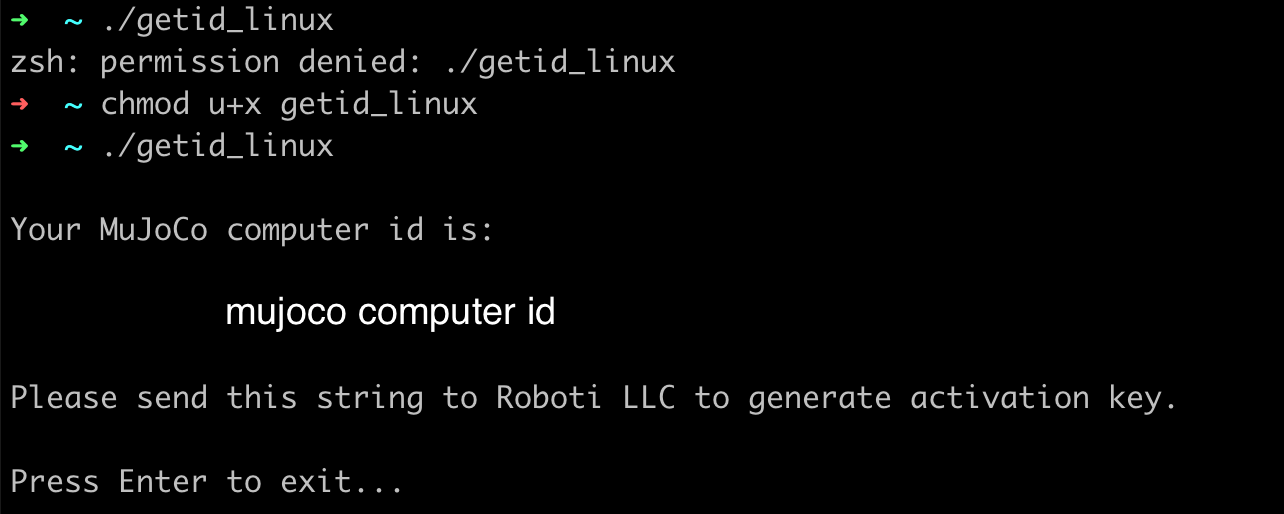 ➜  ~ ./getid_linux
zsh: permission denied: ./getid_linux
➜  ~ chmod u+x getid_linux
➜  ~ ./getid_linux
Your MuJoCo computer id is:
mujoco computer id
Please send this string to Roboti LLC to generate activation key.
Press Enter to exit...